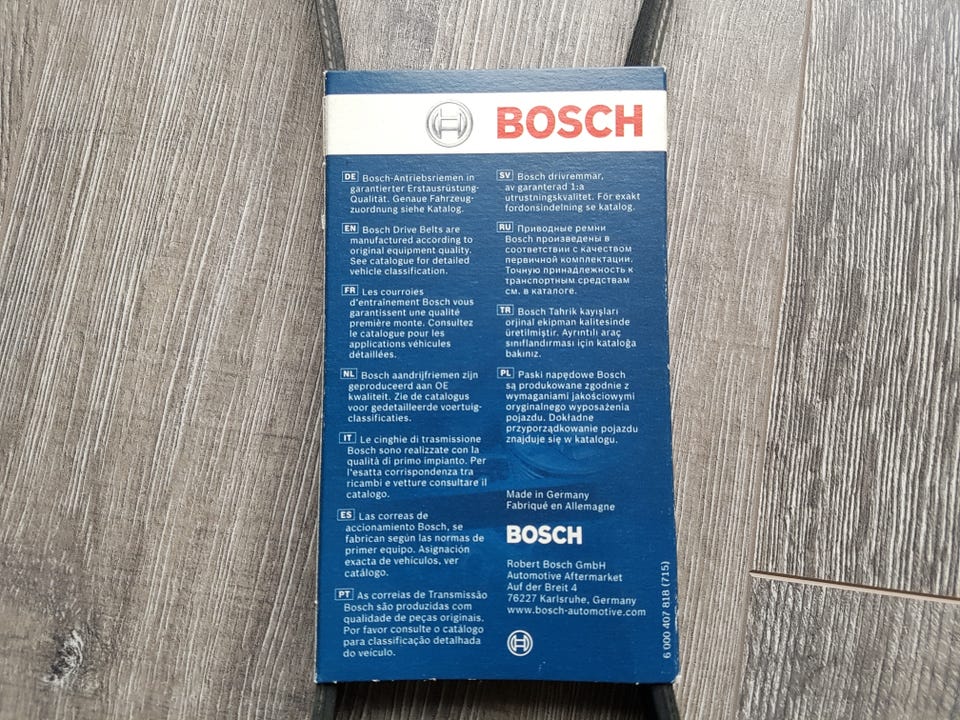 BOSCH
DE Bosch-Antriebsriemen in
garantierter Erstausrüstung-
Qualität. Genaue Fahrzeug-
zuordnung siehe Katalog.
EN Bosch Drive Belts are
manufactured according to
original equipment quality.
See catalogue for detailed
vehicle classification.
FR Les courroies
d'entraînement Bosch vous
garantissent une qualité
première monte. Consultez
le catalogue pour les
applications véhicules
détaillées.
NL Bosch aandrijfriemen zijn
geproduceerd aan OE
kwaliteit. Zie de catalogus
voor gedetailleerde voertuig-
classificaties.
IT Le cinghie di trasmissione
Bosch sono realizzate con la
qualità di primo impianto. Per
l'esatta corrispondenza tra
ricambi e vetture consultare il
catalogo.
ES Las correas de
accionamiento Bosch, se
fabrican según las normas de
primer equipo. Asignación
exacta de vehículos, ver
catálogo.
PT As correias de Transmissão
Bosch são produzidas com
qualidade de peças originais.
Por favor consulte o catálogo
para classificação detalhada
do veículo.
SV Bosch drivremmar,
av garanterad 1:a
utrustningskvalitet. För exakt
fordonsindelning se katalog.
RU Приводные ремни
Bosch произведены в
соответствии с качеством
первичной комплектации.
Точную принадлежность к
транспортным средствам
см. в каталоге.
TR Bosch Tahrik kayışları
orjinal ekipman kalitesinde
üretilmiştir. Ayrıntılı araç
sınıflandırması için kataloğa
bakınız.
PL Paski napędowe Bosch
są produkowane zgodnie z
wymaganiami jakościowymi
oryginalnego wyposażenia
pojazdu. Dokładne
przyporządkowanie pojazdu
znajduje się w katalogu.
Made in Germany
Fabriqué en Allemagne
BOSCH
Robert Bosch GmbH
Automotive Aftermarket
Auf der Breit 4
76227 Karlsruhe, Germany
www.bosch-automotive.com
6 000 407 818 (715)